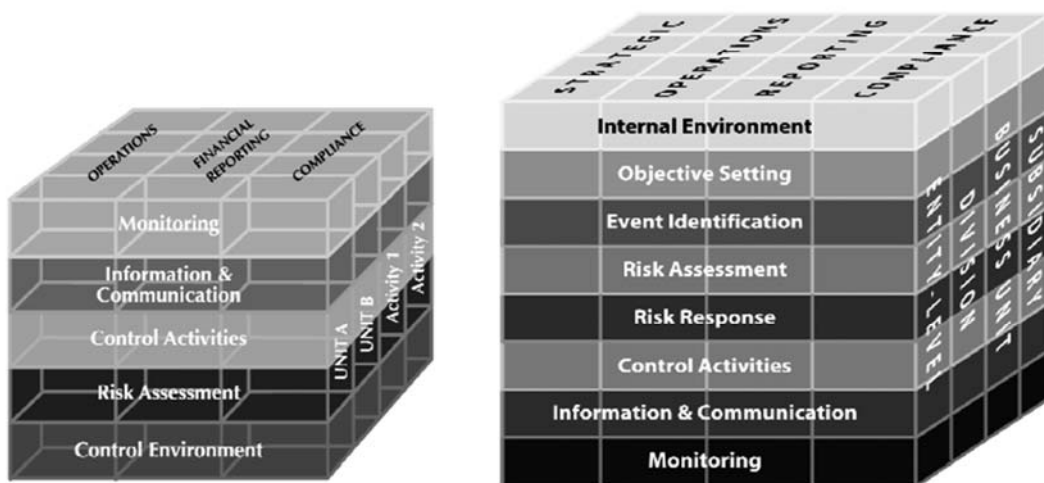 OPERATIONS
FINANCIAL
REPORTING
COMPLIANCE
Monitoring
Information &
Communication
Control Activities
Risk Assessment
Control Environment
UNIT A
UNIT B
Activity 1
Activity 2
STRATEGIC
OPERATIONS
REPORTING
COMPLIANCE
Internal Environment
Objective Setting
Event Identification
Risk Assessment
Risk Response
Control Activities
Information & Communication
Monitoring
ENTITY-LEVEL
DIVISION
BUSINESS UNIT
SUBSIDIARY